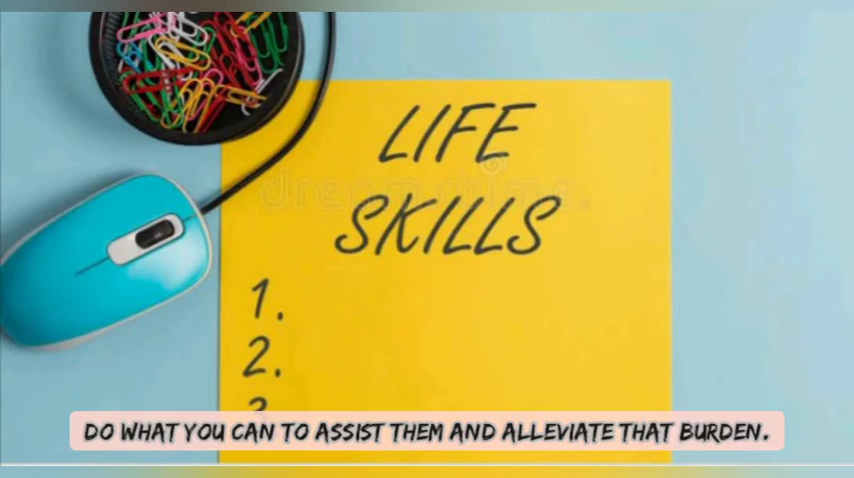 LIFE
SKILLS
1.
2.
DO WHAT YOU CAN TO ASSIST THEM AND ALLEVIATE THAT BURDEN.